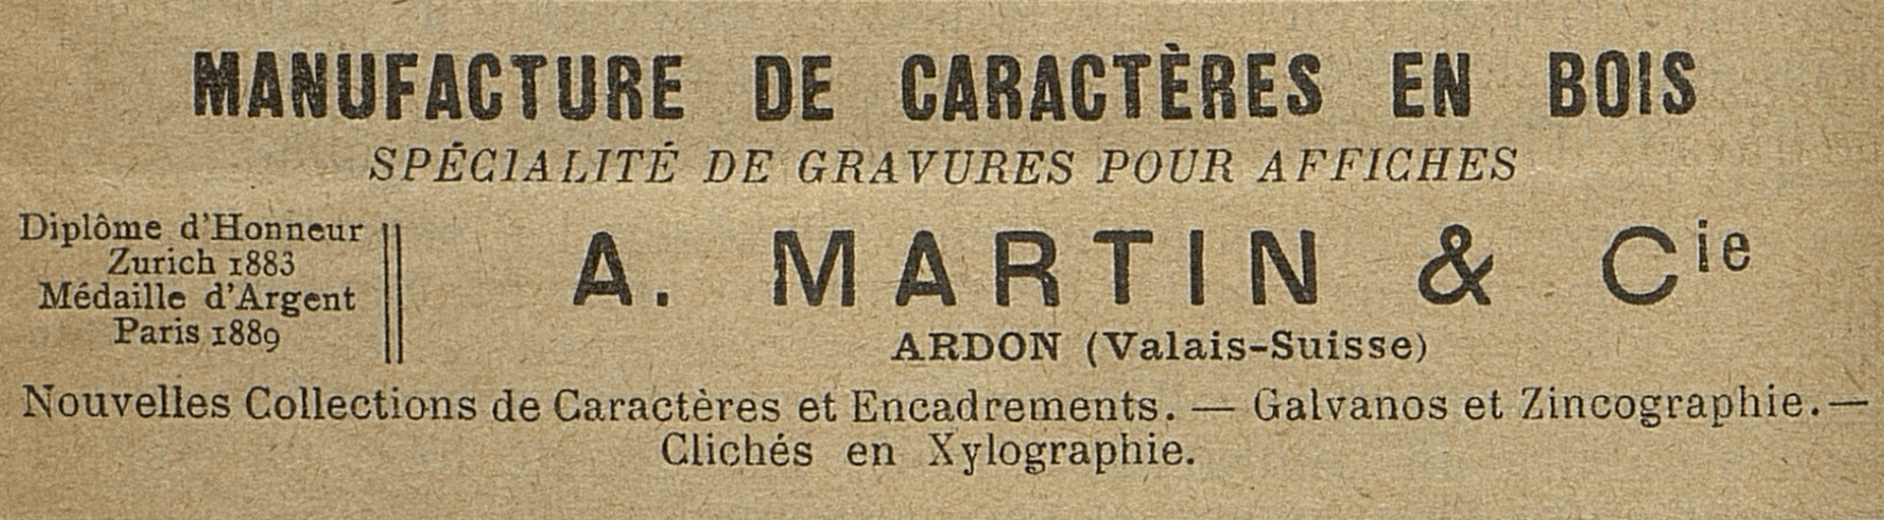 MANUFACTURE DE CARACTÈRES EN BOIS
SPÉCIALITÉ DE GRAVURES POUR AFFICHES
Diplôme d'Honneur
Zurich 1883
Médaille d'Argent
Paris 1889
A. MARTIN & Cie
ARDON (Valais-Suisse)
Nouvelles Collections de Caractères et Encadrements. — Galvanos et Zincographie. —
Clichés en Xylographie.